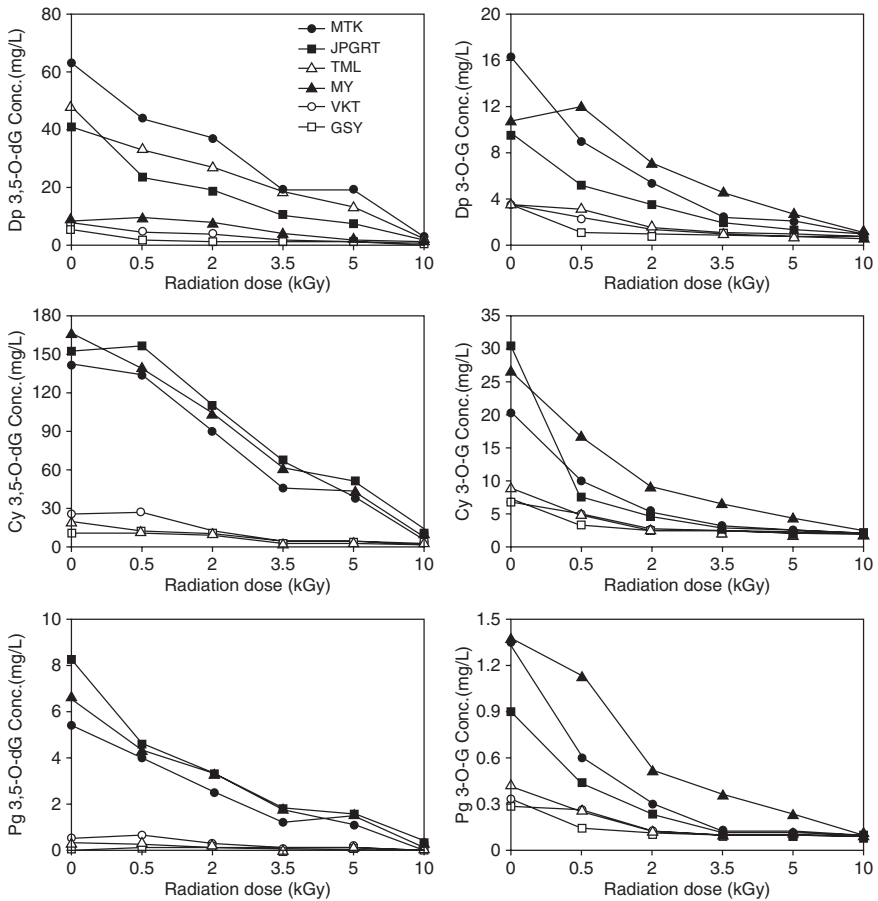 Dp 3,5-O-dG Conc.(mg/L)
80
60
40
20
0
MTK
JPGRT
TML
MY
VKT
GSY
0 0.5 2 3.5 5 10
Radiation dose (kGy)
Dp 3-O-G Conc.(mg/L)
20
16
12
8
4
0
0 0.5 2 3.5 5 10
Radiation dose (kGy)
Cy 3,5-O-dG Conc.(mg/L)
180
150
120
90
60
30
0
0 0.5 2 3.5 5 10
Radiation dose (kGy)
Cy 3-O-G Conc.(mg/L)
35
30
25
20
15
10
5
0
0 0.5 2 3.5 5 10
Radiation dose (kGy)
Pg 3,5-O-dG Conc.(mg/L)
10
8
6
4
2
0
0 0.5 2 3.5 5 10
Radiation dose (kGy)
Pg 3-O-G Conc.(mg/L)
1.5
1.2
0.9
0.6
0.3
0
0 0.5 2 3.5 5 10
Radiation dose (kGy)